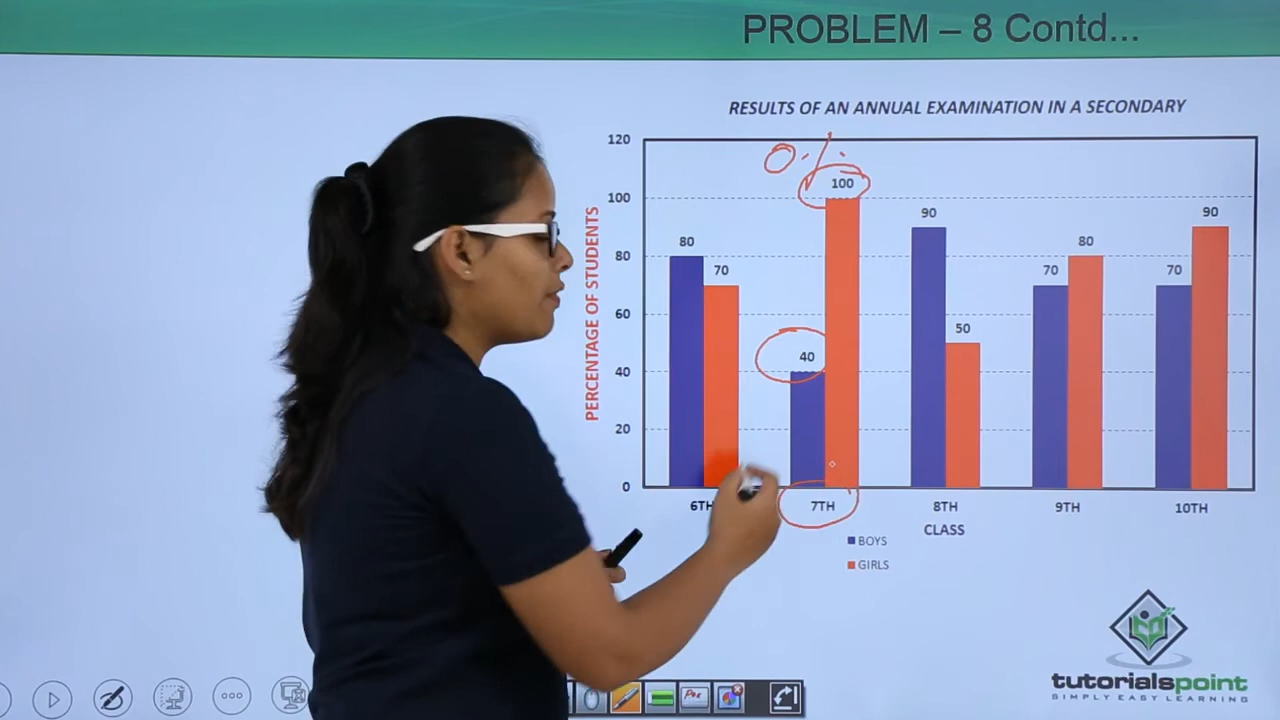 PROBLEM – 8 Contd...
RESULTS OF AN ANNUAL EXAMINATION IN A SECONDARY
PERCENTAGE OF STUDENTS
120
100
80
60
40
20
0
0%
80
70
40
100
90
50
70
80
70
90
6TH
7TH
8TH
9TH
10TH
CLASS
BOYS
GIRLS
tutorialspoint
SIMPLY EASY LEARNING
Pen